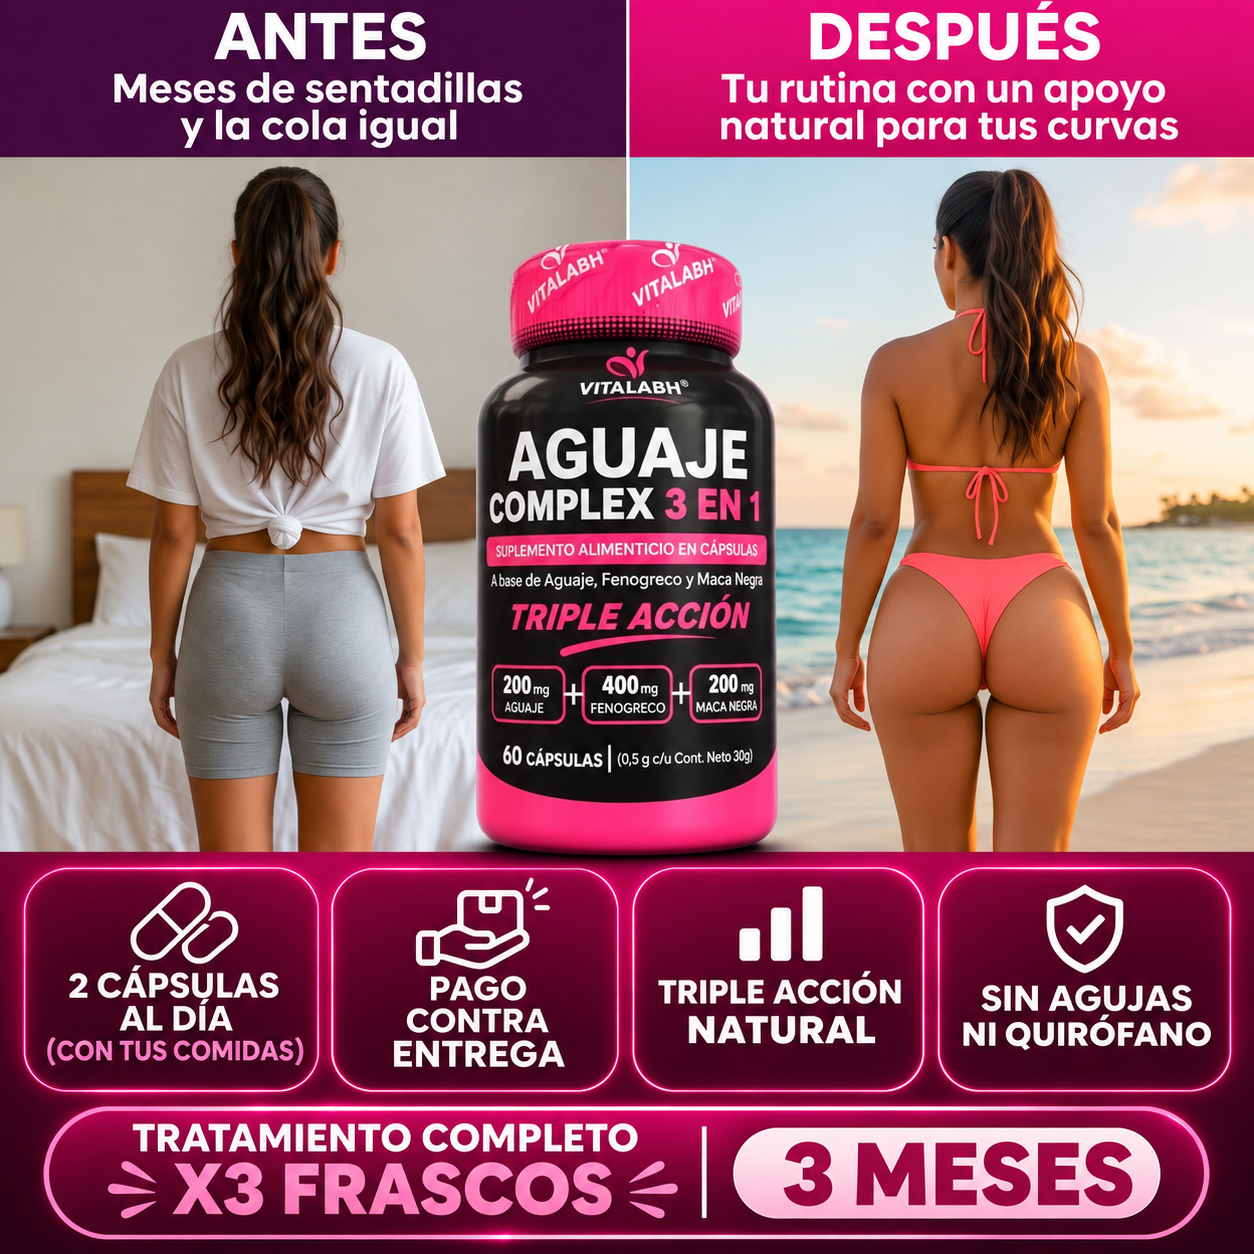 ANTES
Meses de sentadillas
y la cola igual
DESPUÉS
Tu rutina con un apoyo
natural para tus curvas
VITALABH®
VITALABH®
VITALABH®
AGUAJE
COMPLEX 3 EN 1
SUPLEMENTO ALIMENTICIO EN CÁPSULAS
A base de Aguaje, Fenogreco y Maca Negra
TRIPLE ACCIÓN
200 mg + 400 mg + 200 mg
AGUAJE FENOGRECO MACA NEGRA
60 CÁPSULAS | (0,5 g c/u Cont. Neto 30g)
2 CÁPSULAS
AL DÍA
(CON TUS COMIDAS)
PAGO
CONTRA
ENTREGA
TRIPLE ACCIÓN
NATURAL
SIN AGUJAS
NI QUIRÓFANO
TRATAMIENTO COMPLETO
X3 FRASCOS
3 MESES